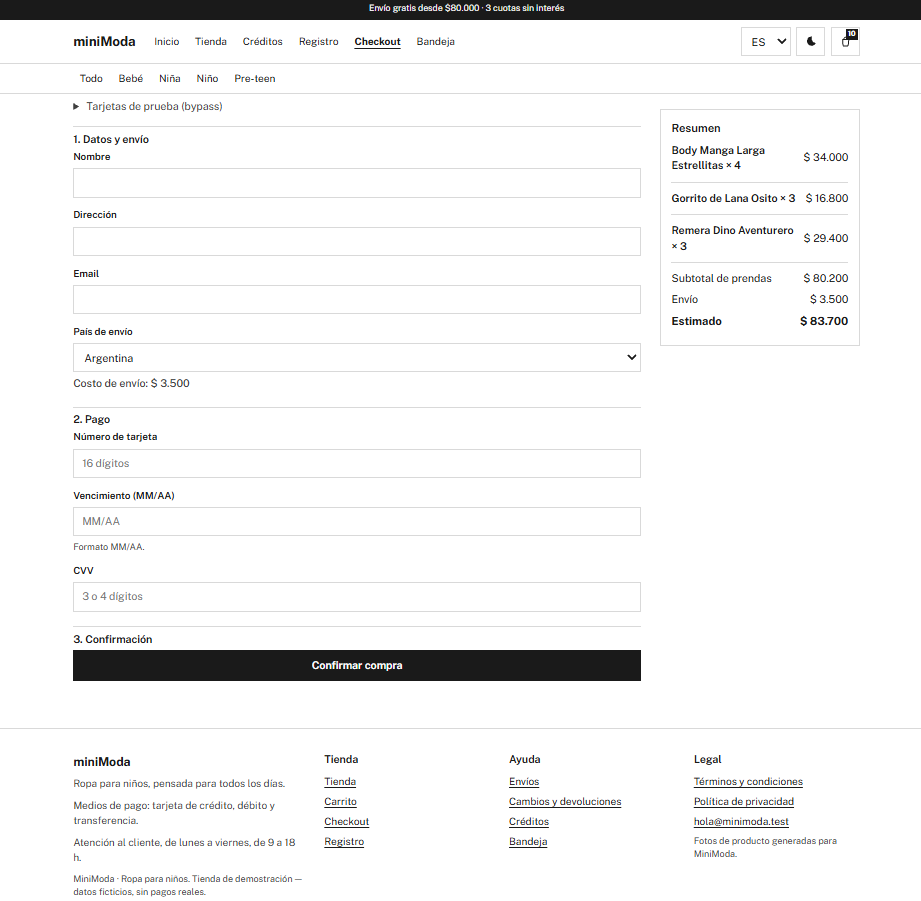 Envío gratis desde $80.000 · 3 cuotas sin interés
miniModa Inicio Tienda Créditos Registro Checkout Bandeja ES 10
Todo Bebé Niña Niño Pre-teen
Tarjetas de prueba (bypass)
1. Datos y envío
Nombre
Dirección
Email
País de envío
Argentina
Costo de envío: $ 3.500
2. Pago
Número de tarjeta
16 dígitos
Vencimiento (MM/AA)
MM/AA
Formato MM/AA.
CVV
3 o 4 dígitos
3. Confirmación
Confirmar compra
Resumen
Body Manga Larga
Estrellitas × 4 $ 34.000
Gorrito de Lana Osito × 3 $ 16.800
Remera Dino Aventurero
× 3 $ 29.400
Subtotal de prendas $ 80.200
Envío $ 3.500
Estimado $ 83.700
miniModa
Ropa para niños, pensada para todos los días.
Medios de pago: tarjeta de crédito, débito y
transferencia.
Atención al cliente, de lunes a viernes, de 9 a 18
h.
MiniModa · Ropa para niños. Tienda de demostración —
datos ficticios, sin pagos reales.
Tienda
Tienda
Carrito
Checkout
Registro
Ayuda
Envíos
Cambios y devoluciones
Créditos
Bandeja
Legal
Términos y condiciones
Política de privacidad
hola@minimoda.test
Fotos de producto generadas para
MiniModa.